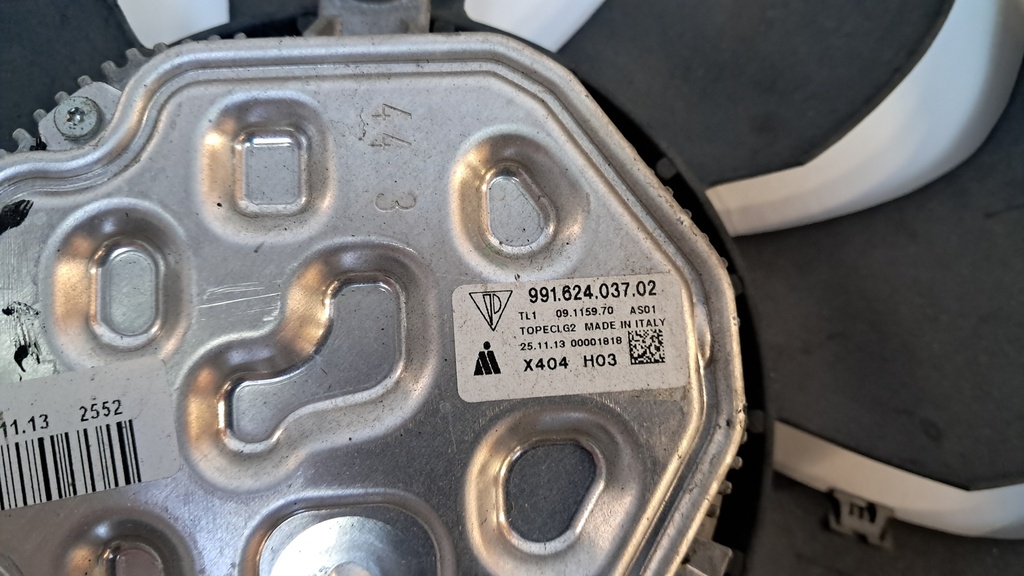 44
3
991.624.037.02
TL1 09.1159.70 AS01
TOPECLG2 MADE IN ITALY
25.11.13 00001818
X404 H03
11.13 2552